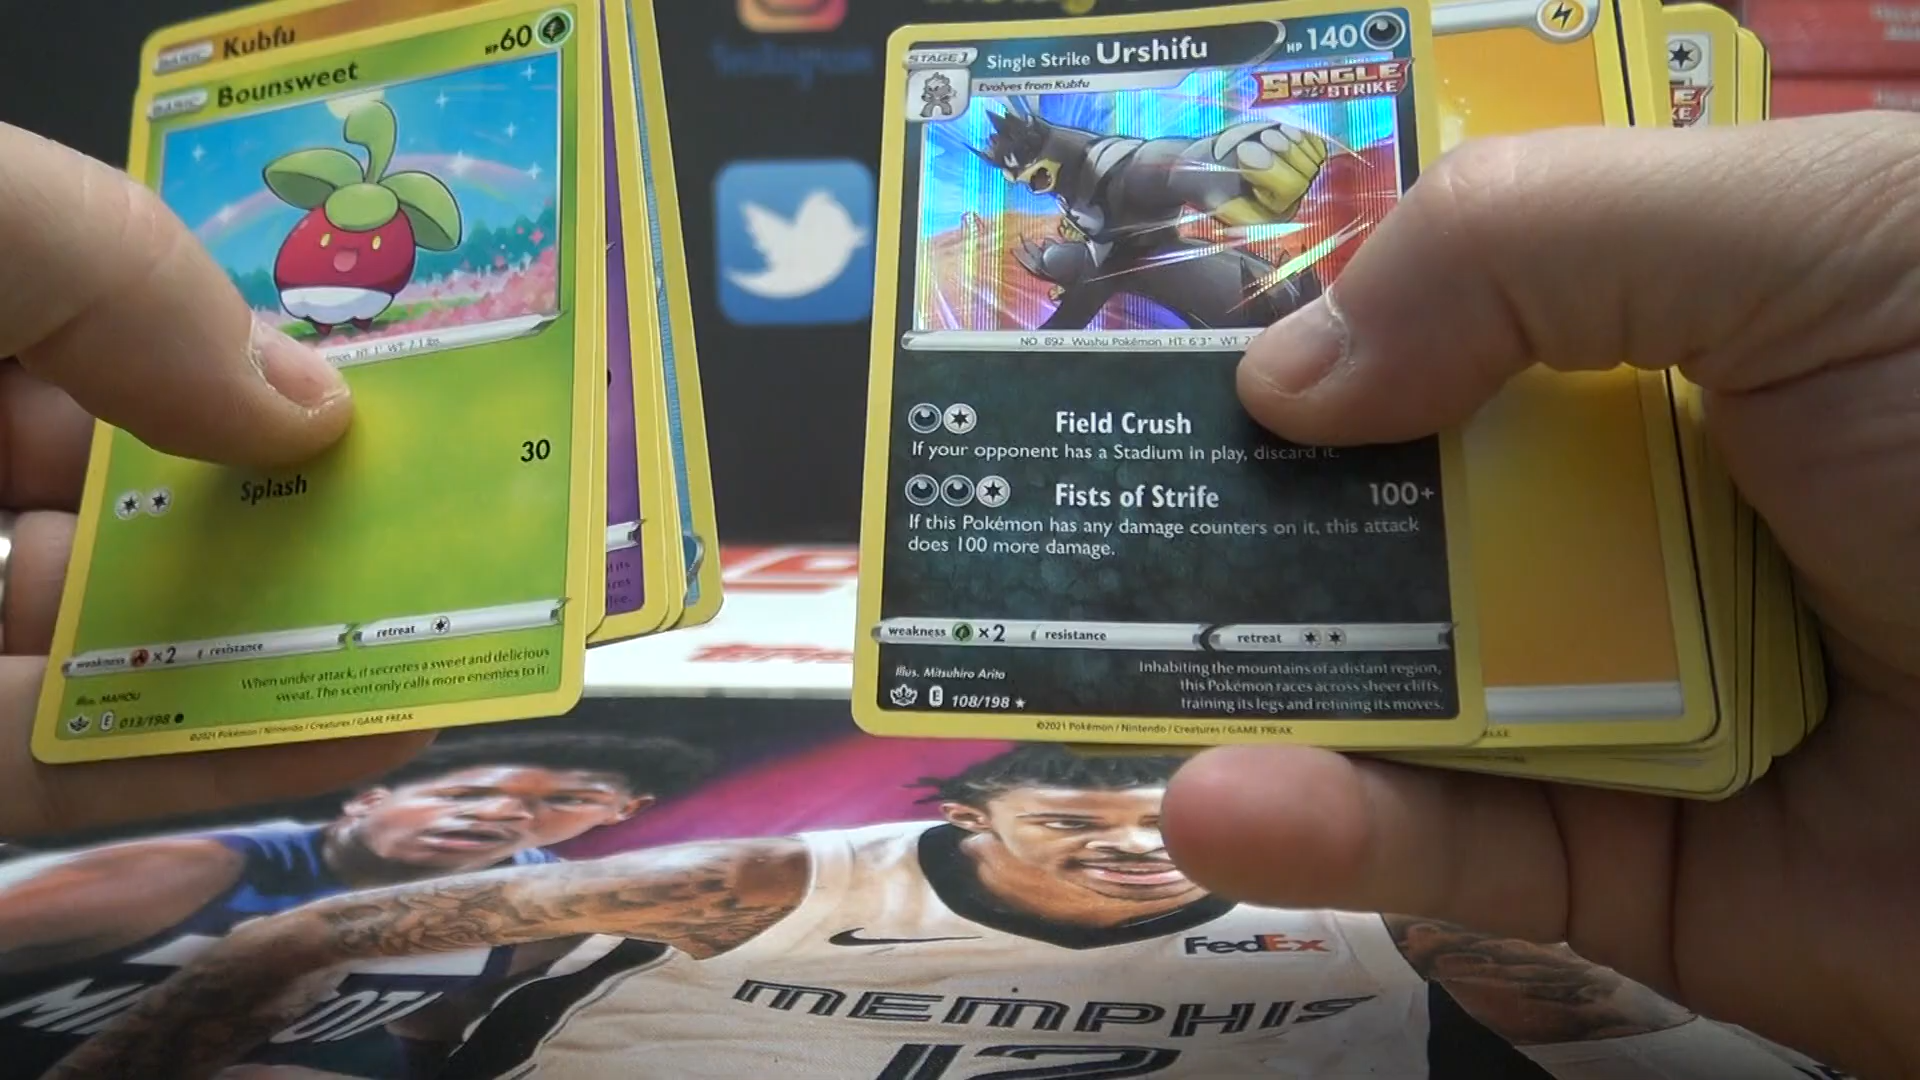 BASIC Kubfu
BASIC Bounsweet HP 60
Splash 30
weakness ×2 resistance retreat
When under attack, it secretes a sweet and delicious
sweat. The scent only calls more enemies to it.
Illus. MAHOU
E 013/198
©2021 Pokémon / Nintendo / Creatures / GAME FREAK
Instagram
STAGE 1 Single Strike Urshifu HP 140
Evolves from Kubfu
SINGLE
STRIKE
NO. 892 Wushu Pokémon HT: 6'3" WT:
Field Crush
If your opponent has a Stadium in play, discard it.
Fists of Strife 100+
If this Pokémon has any damage counters on it, this attack
does 100 more damage.
weakness ×2 resistance retreat
Illus. Mitsuhiro Arita
Inhabiting the mountains of a distant region,
this Pokémon races across sheer cliffs,
training its legs and refining its moves.
E 108/198
©2021 Pokémon / Nintendo / Creatures / GAME FREAK
FedEx
MEMPHIS
12